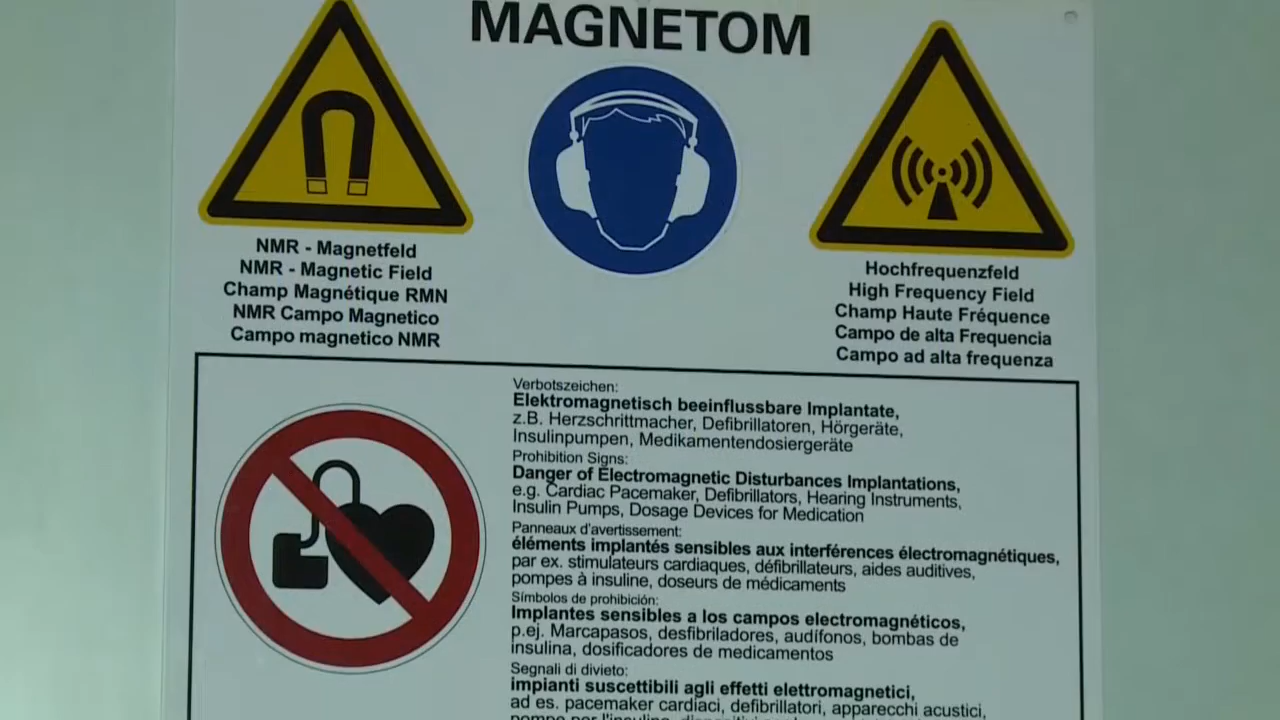 MAGNETOM
NMR - Magnetfeld
NMR - Magnetic Field
Champ Magnétique RMN
NMR Campo Magnetico
Campo magnetico NMR
Hochfrequenzfeld
High Frequency Field
Champ Haute Fréquence
Campo de alta Frequencia
Campo ad alta frequenza
Verbotszeichen:
Elektromagnetisch beeinflussbare Implantate,
z.B. Herzschrittmacher, Defibrillatoren, Hörgeräte,
Insulinpumpen, Medikamentendosiergeräte
Prohibition Signs:
Danger of Electromagnetic Disturbances Implantations,
e.g. Cardiac Pacemaker, Defibrillators, Hearing Instruments,
Insulin Pumps, Dosage Devices for Medication
Panneaux d'avertissement:
éléments implantés sensibles aux interférences électromagnétiques,
par ex. stimulateurs cardiaques, défibrillateurs, aides auditives,
pompes à insuline, doseurs de médicaments
Símbolos de prohibición:
Implantes sensibles a los campos electromagnéticos,
p.ej. Marcapasos, desfibriladores, audífonos, bombas de
insulina, dosificadores de medicamentos
Segnali di divieto:
impianti suscettibili agli effetti elettromagnetici,
ad es. pacemaker cardiaci, defibrillatori, apparecchi acustici,
pompe per l'insulina, dispositivi